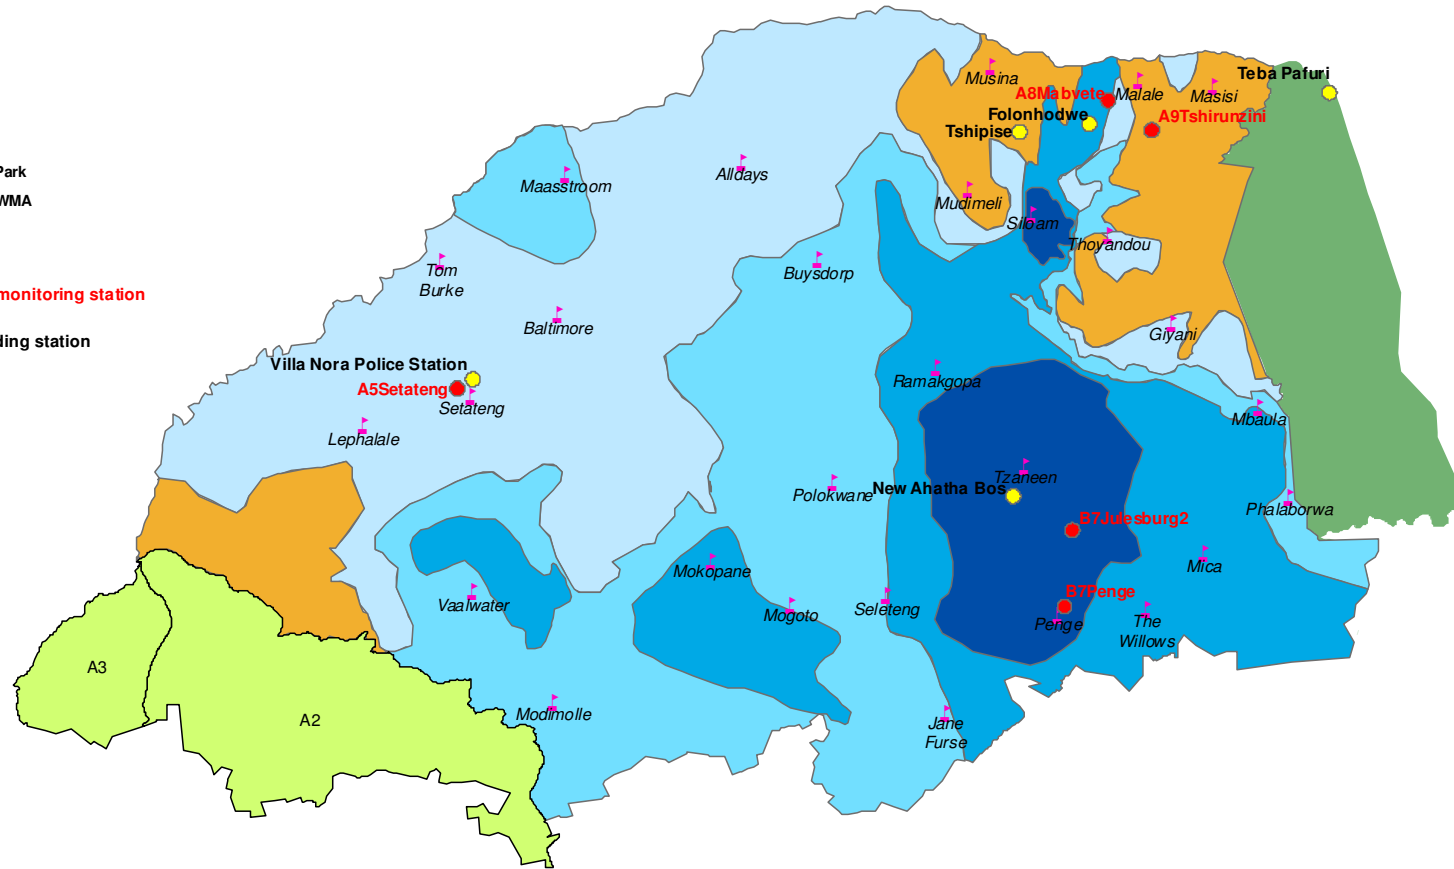 Park
WMA
monitoring station
ding station
Teba Pafuri
Musina
A8Mabvete
Malale
Masisi
Folonhodwe
A9Tshirunzini
Tshipise
Alldays
Maasstroom
Mudimeli
Siloam
Thoyandou
Tom
Burke
Buysdorp
Baltimore
Giyani
Villa Nora Police Station
A5Setateng
Setateng
Ramakgopa
Lephalale
Mbaula
Tzaneen
New Ahatha Bos
Polokwane
Phalaborwa
B7Julesburg2
Mokopane
Mica
B7Penge
Vaalwater
Mogoto
Seleteng
Penge
The
Willows
A3
A2
Modimolle
Jane
Furse